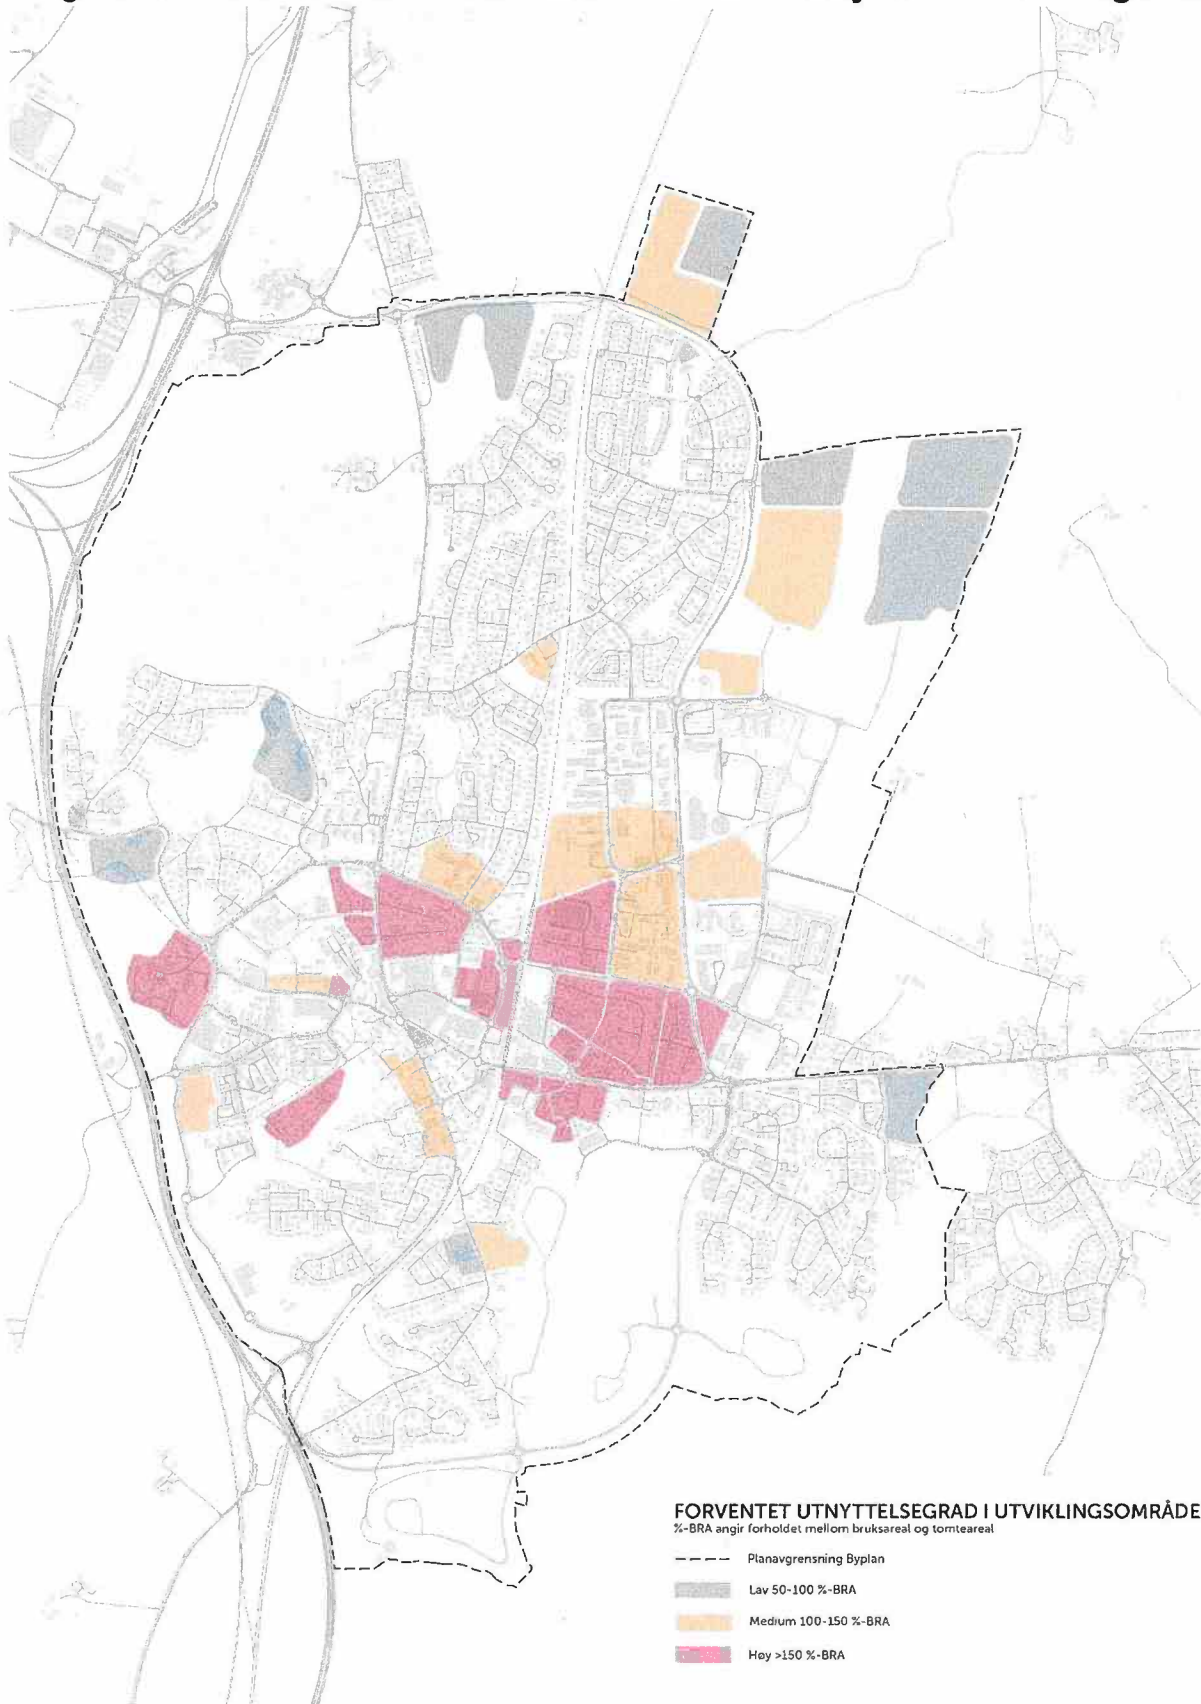 FORVENTET UTNYTTELSEGRAD I UTVIKLINGSOMRÅDE
%-BRA angir forholdet mellom bruksareal og tomteareal
Planavgrensning Byplan
Lav 50-100 %-BRA
Medium 100-150 %-BRA
Høy >150 %-BRA